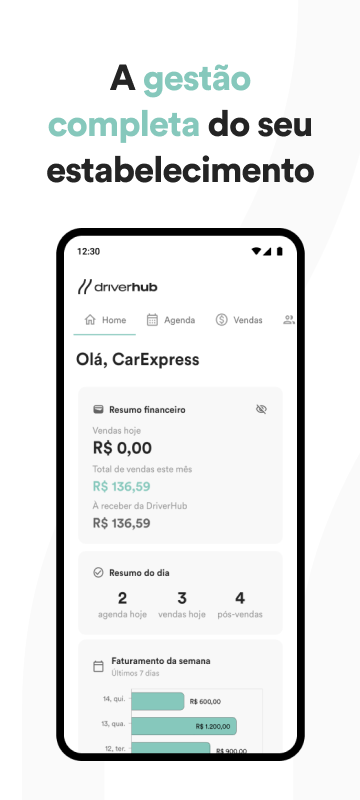 A gestão
completa do seu
estabelecimento
12:30
driverhub
Home Agenda Vendas
Olá, CarExpress
Resumo financeiro
Vendas hoje
R$ 0,00
Total de vendas este mês
R$ 136,59
À receber da DriverHub
R$ 136,59
Resumo do dia
2 3 4
agenda hoje vendas hoje pós-vendas
Faturamento da semana
Últimos 7 dias
14, qui. R$ 600,00
13, qua. R$ 1.200,00
12, ter. R$ 900,00